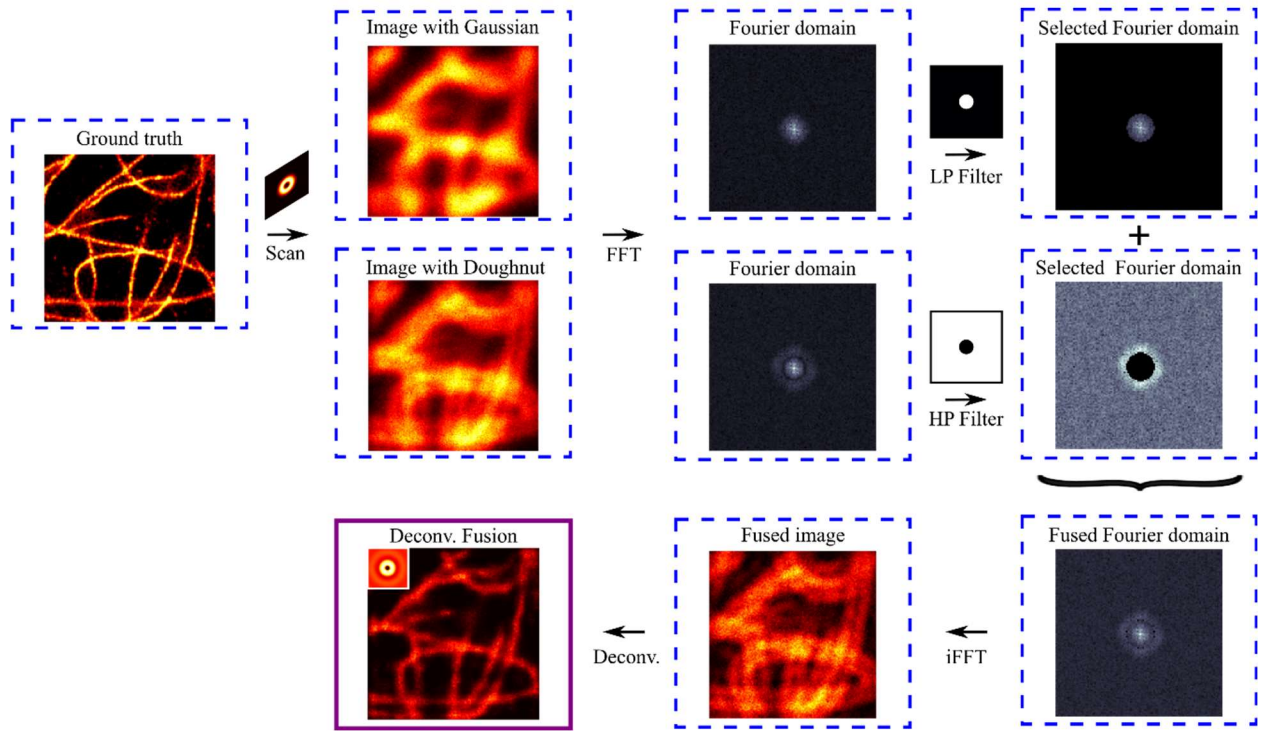 Image with Gaussian
Fourier domain
Selected Fourier domain
Ground truth
LP Filter
Scan
+
Image with Doughnut
FFT
Fourier domain
Selected Fourier domain
HP Filter
Deconv. Fusion
Fused image
Fused Fourier domain
Deconv.
iFFT